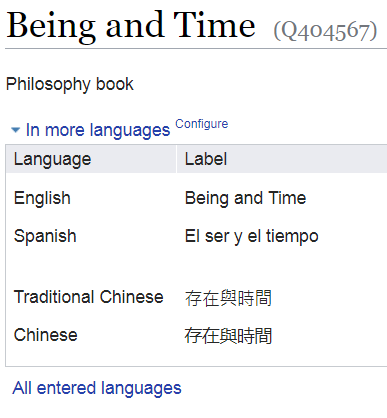 Being and Time (Q404567)
Philosophy book
In more languages Configure
Language Label
English Being and Time
Spanish El ser y el tiempo
Traditional Chinese 存在與時間
Chinese 存在與時間
All entered languages